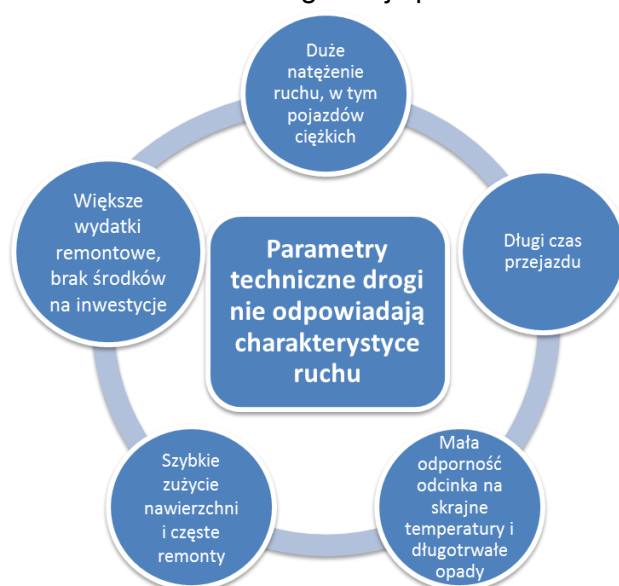 Duże
natężenie
ruchu, w tym
pojazdów
ciężkich
Długi czas
przejazdu
Mała
odporność
odcinka na
skrajne
temperatury i
długotrwałe
opady
Szybkie
zużycie
nawierzchni
i częste
remonty
Większe
wydatki
remontowe,
brak środków
na inwestycje
Parametry
techniczne drogi
nie odpowiadają
charakterystyce
ruchu